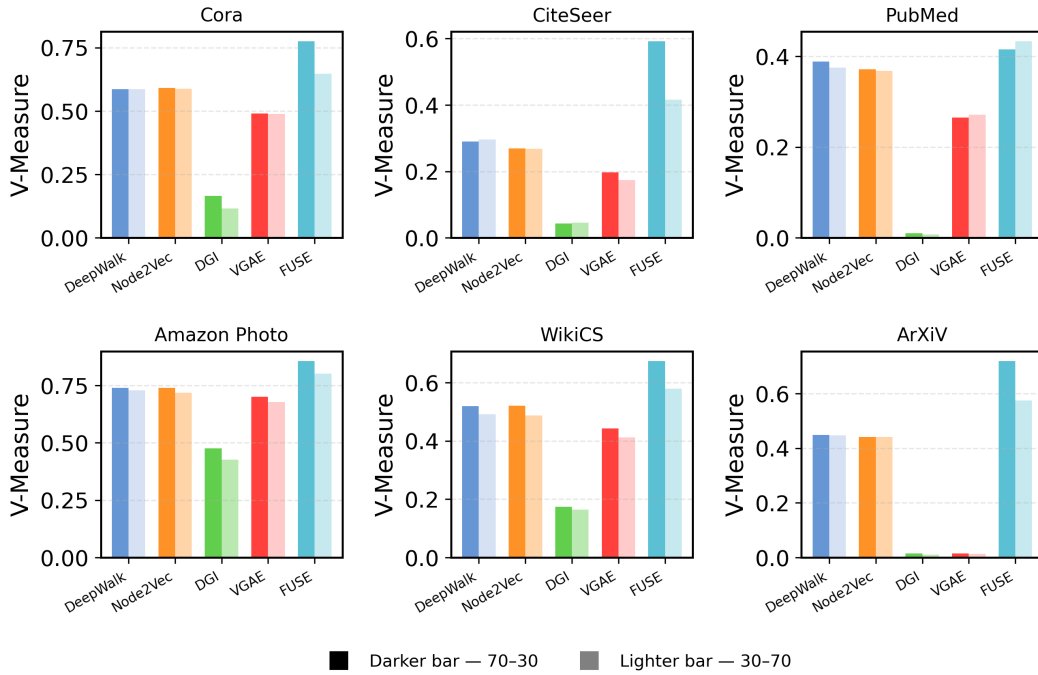 Cora
V-Measure
0.75
0.50
0.25
0.00
DeepWalk
Node2Vec
DGI
VGAE
FUSE
CiteSeer
V-Measure
0.6
0.4
0.2
0.0
DeepWalk
Node2Vec
DGI
VGAE
FUSE
PubMed
V-Measure
0.4
0.2
0.0
DeepWalk
Node2Vec
DGI
VGAE
FUSE
Amazon Photo
V-Measure
0.75
0.50
0.25
0.00
DeepWalk
Node2Vec
DGI
VGAE
FUSE
WikiCS
V-Measure
0.6
0.4
0.2
0.0
DeepWalk
Node2Vec
DGI
VGAE
FUSE
ArXiV
V-Measure
0.6
0.4
0.2
0.0
DeepWalk
Node2Vec
DGI
VGAE
FUSE
Darker bar — 70–30
Lighter bar — 30–70